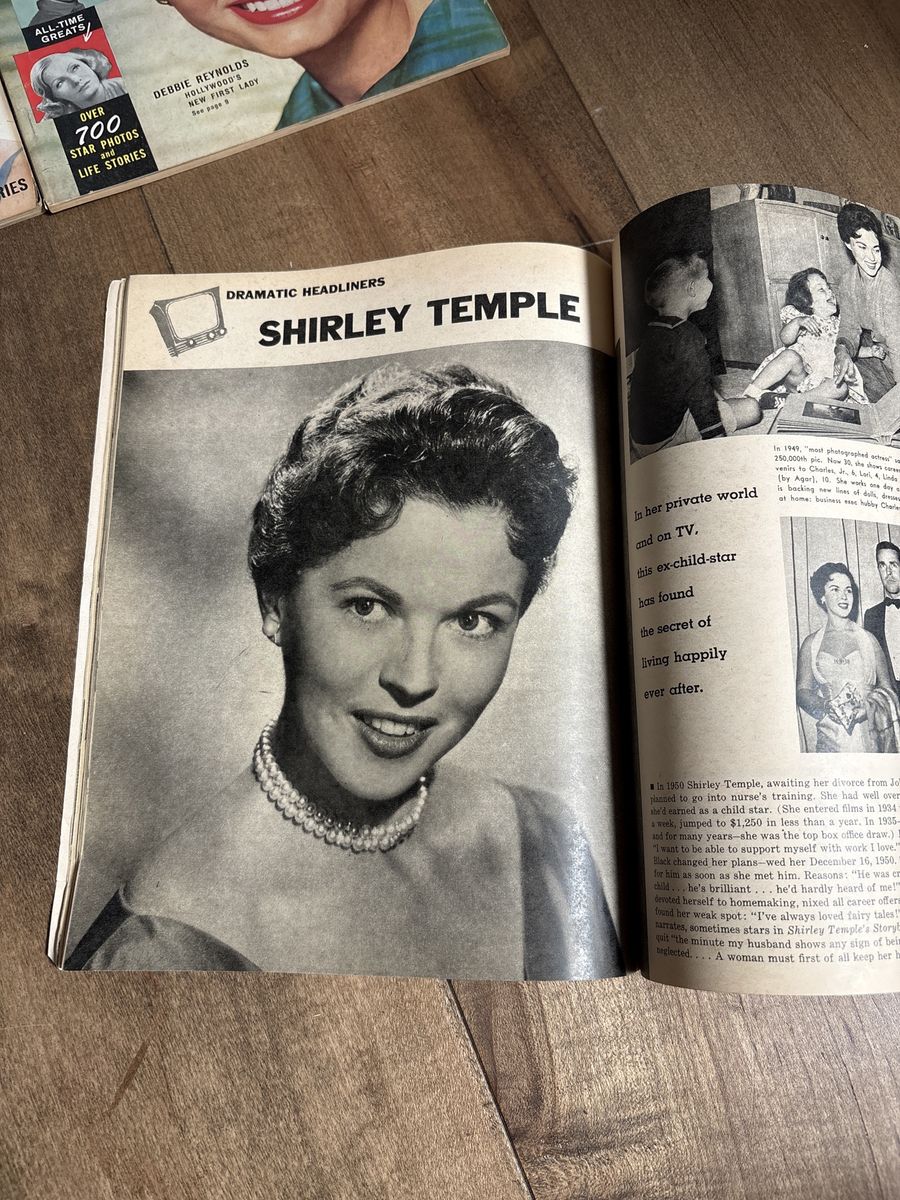 ALL-TIME
GREATS
DEBBIE REYNOLDS
HOLLYWOOD'S
NEW FIRST LADY
See page 9
OVER
700
STAR PHOTOS
and
LIFE STORIES
RIES
DRAMATIC HEADLINERS
SHIRLEY TEMPLE
In 1949, "most photographed actress"
250,000th pic. Now 30, she shows
venirs to Charles, Jr., 6, Lori, 4, Linda
(by Agar), 10. She works one day
is backing new lines of dolls, dresses
at home: business exec hubby Charles
In her private world
and on TV,
this ex-child-star
has found
the secret of
living happily
ever after.
■ In 1950 Shirley Temple, awaiting her divorce from
planned to go into nurse's training. She had well over
she'd earned as a child star. (She entered films in 1934
a week, jumped to $1,250 in less than a year. In 1935–
and for many years—she was the top box office draw.)
"I want to be able to support myself with work I love."
Black changed her plans—wed her December 16, 1950.
for him as soon as she met him. Reasons: "He was
child . . . he's brilliant . . . he'd hardly heard of me!"
devoted herself to homemaking, nixed all career offers
found her weak spot: "I've always loved fairy tales!"
narrates, sometimes stars in Shirley Temple's
quit "the minute my husband shows any sign of
neglected. . . . A woman must first of all keep her